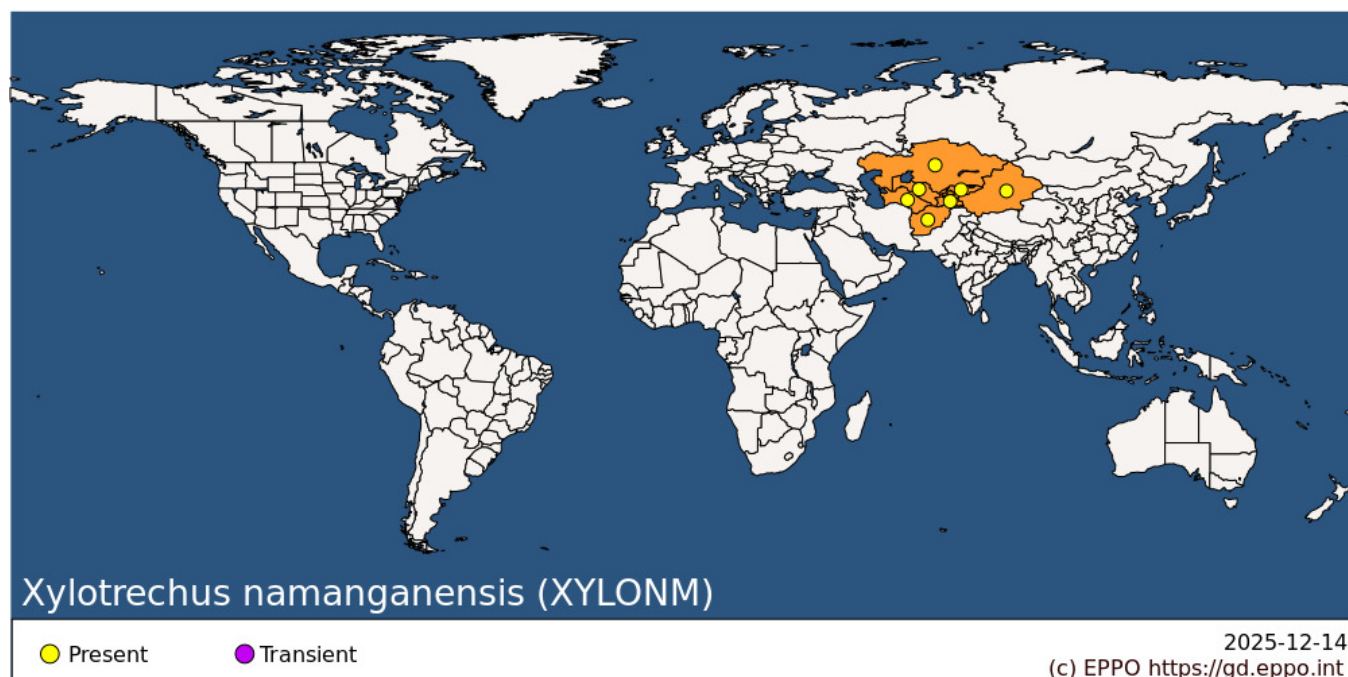 Xylotrechus namanganensis (XYLONM)
Present
Transient
2025-12-14
(c) EPPO https://gd.eppo.int